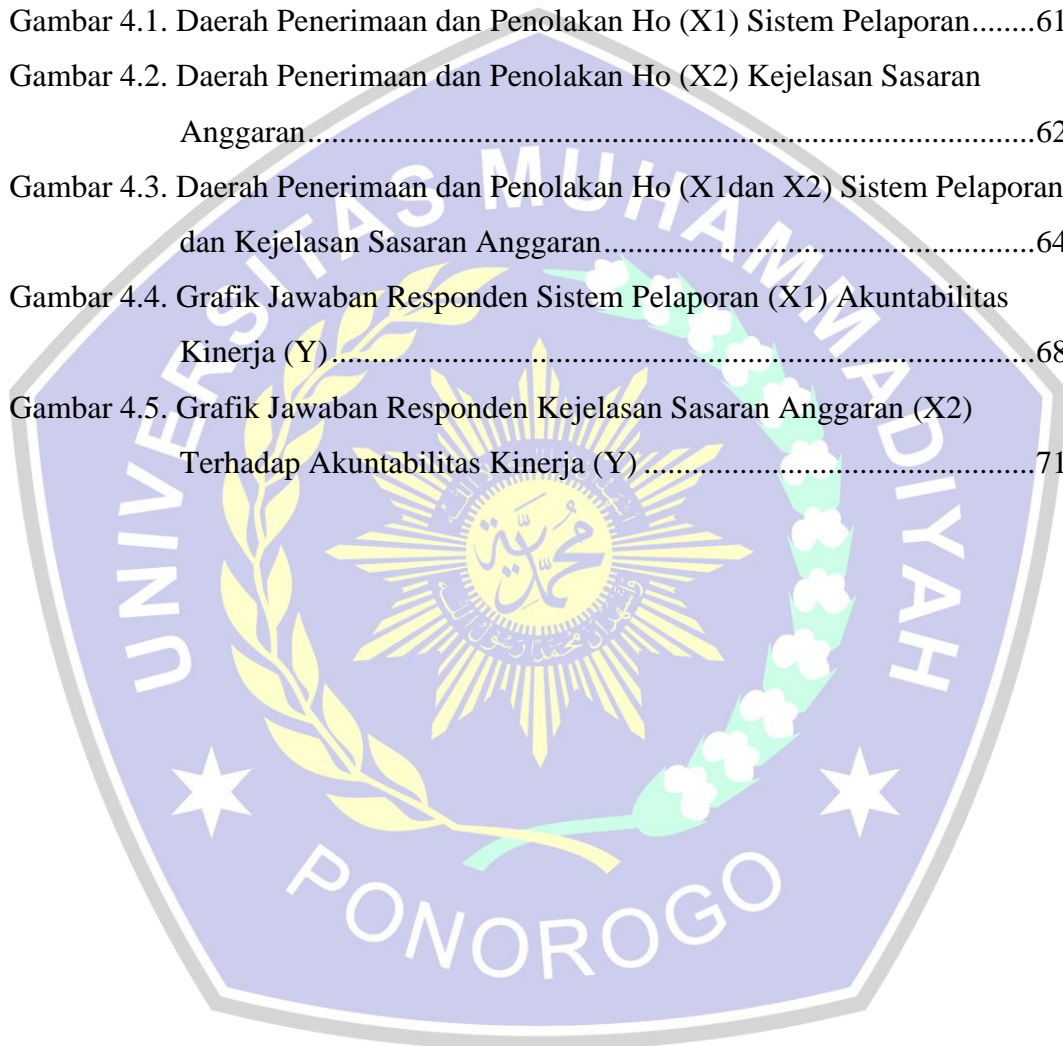 Gambar 4.1. Daerah Penerimaan dan Penolakan Ho (X1) Sistem Pelaporan........61
Gambar 4.2. Daerah Penerimaan dan Penolakan Ho (X2) Kejelasan Sasaran
Anggaran..............................................................................62
Gambar 4.3. Daerah Penerimaan dan Penolakan Ho (X1dan X2) Sistem Pelaporan
dan Kejelasan Sasaran Anggaran..............................................64
Gambar 4.4. Grafik Jawaban Responden Sistem Pelaporan (X1) Akuntabilitas
Kinerja (Y)............................................................................68
Gambar 4.5. Grafik Jawaban Responden Kejelasan Sasaran Anggaran (X2)
Terhadap Akuntabilitas Kinerja (Y)..........................................71
UNIVERSITAS MUHAMMADIYAH
محمدية
PONOROGO